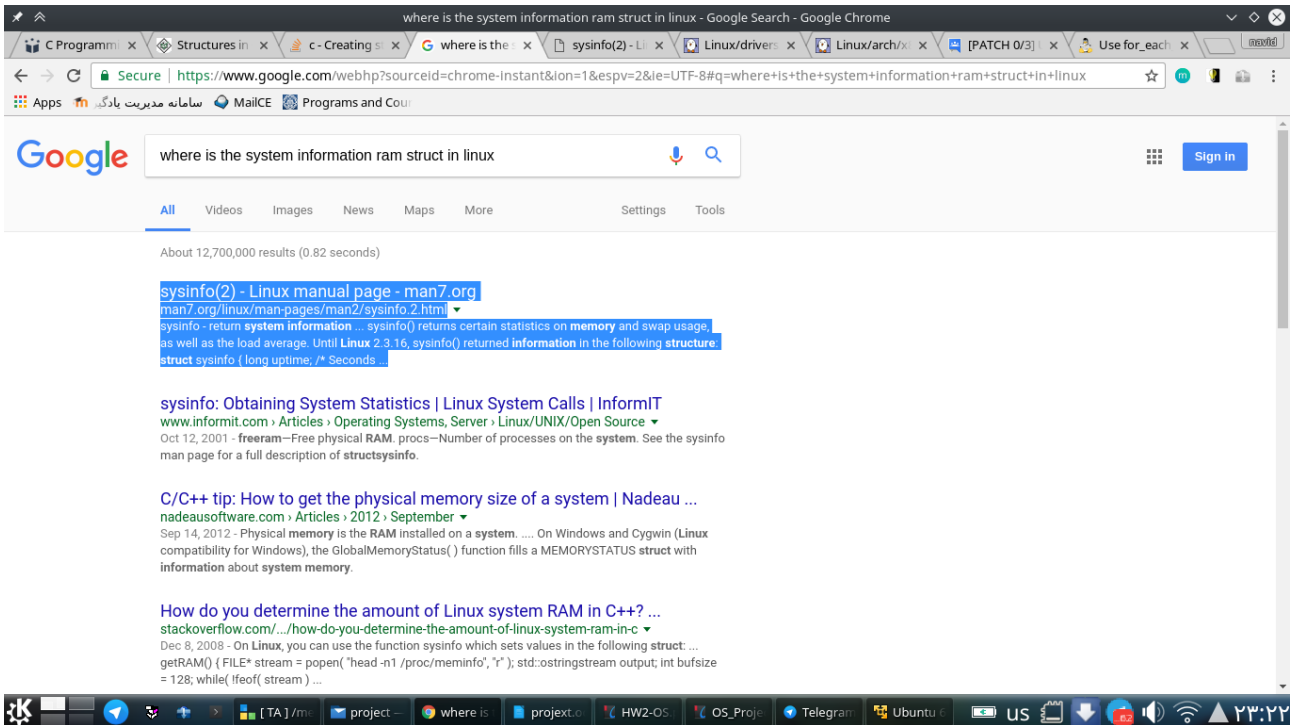 where is the system information ram struct in linux - Google Search - Google Chrome
C Programmi
Structures in
c - Creating st
where is the s
sysinfo(2) - Li
Linux/drivers
Linux/arch/x
[PATCH 0/3]
Use for_each
navid
Secure | https://www.google.com/webhp?sourceid=chrome-instant&ion=1&espv=2&ie=UTF-8#q=where+is+the+system+information+ram+struct+in+linux
Apps
سامانه مدیریت یادگی
MailCE
Programs and Cour
Google
where is the system information ram struct in linux
Sign in
All Videos Images News Maps More Settings Tools
About 12,700,000 results (0.82 seconds)
sysinfo(2) - Linux manual page - man7.org
man7.org/linux/man-pages/man2/sysinfo.2.html
sysinfo - return system information ... sysinfo() returns certain statistics on memory and swap usage,
as well as the load average. Until Linux 2.3.16, sysinfo() returned information in the following structure:
struct sysinfo { long uptime; /* Seconds ...
sysinfo: Obtaining System Statistics | Linux System Calls | InformIT
www.informit.com › Articles › Operating Systems, Server › Linux/UNIX/Open Source
Oct 12, 2001 - freeram—Free physical RAM. procs—Number of processes on the system. See the sysinfo
man page for a full description of structsysinfo.
C/C++ tip: How to get the physical memory size of a system | Nadeau ...
nadeausoftware.com › Articles › 2012 › September
Sep 14, 2012 - Physical memory is the RAM installed on a system. .... On Windows and Cygwin (Linux
compatibility for Windows), the GlobalMemoryStatus( ) function fills a MEMORYSTATUS struct with
information about system memory.
How do you determine the amount of Linux system RAM in C++? ...
stackoverflow.com/.../how-do-you-determine-the-amount-of-linux-system-ram-in-c
Dec 8, 2008 - On Linux, you can use the function sysinfo which sets values in the following struct: ...
getRAM() { FILE* stream = popen( "head -n1 /proc/meminfo", "r" ); std::ostringstream output; int bufsize
= 128; while( !feof( stream ) ...
[ TA ] /me
project —
where is
projext.o
HW2-OS.
OS_Proje
Telegram
Ubuntu 6
us
۲۳:۲۲